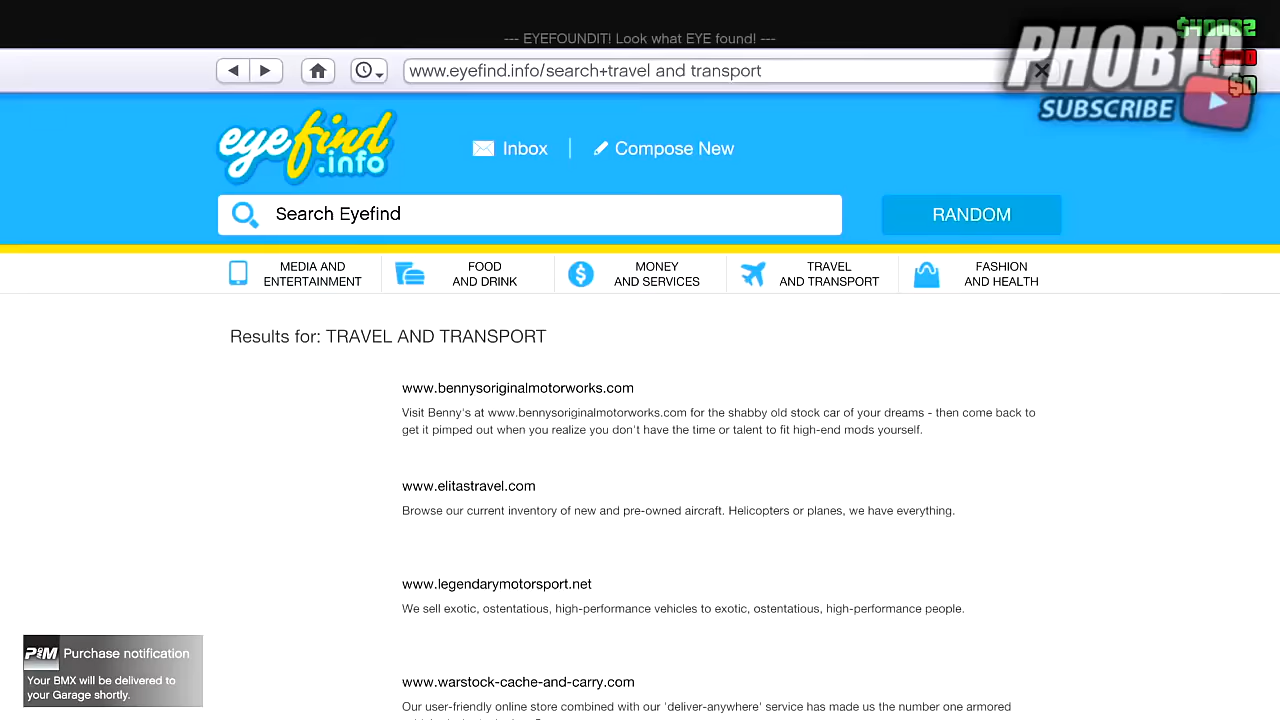 --- EYEFOUNDIT! Look what EYE found! ---
www.eyefind.info/search+travel and transport
PHOBIO
SUBSCRIBE
eyefind
.info
Inbox
Compose New
Search Eyefind
RANDOM
MEDIA AND
ENTERTAINMENT
FOOD
AND DRINK
MONEY
AND SERVICES
TRAVEL
AND TRANSPORT
FASHION
AND HEALTH
Results for: TRAVEL AND TRANSPORT
www.bennysoriginalmotorworks.com
Visit Benny's at www.bennysoriginalmotorworks.com for the shabby old stock car of your dreams - then come back to
get it pimped out when you realize you don't have the time or talent to fit high-end mods yourself.
www.elitastravel.com
Browse our current inventory of new and pre-owned aircraft. Helicopters or planes, we have everything.
www.legendarymotorsport.net
We sell exotic, ostentatious, high-performance vehicles to exotic, ostentatious, high-performance people.
www.warstock-cache-and-carry.com
Our user-friendly online store combined with our 'deliver-anywhere' service has made us the number one armored
P&M Purchase notification
Your BMX will be delivered to
your Garage shortly.